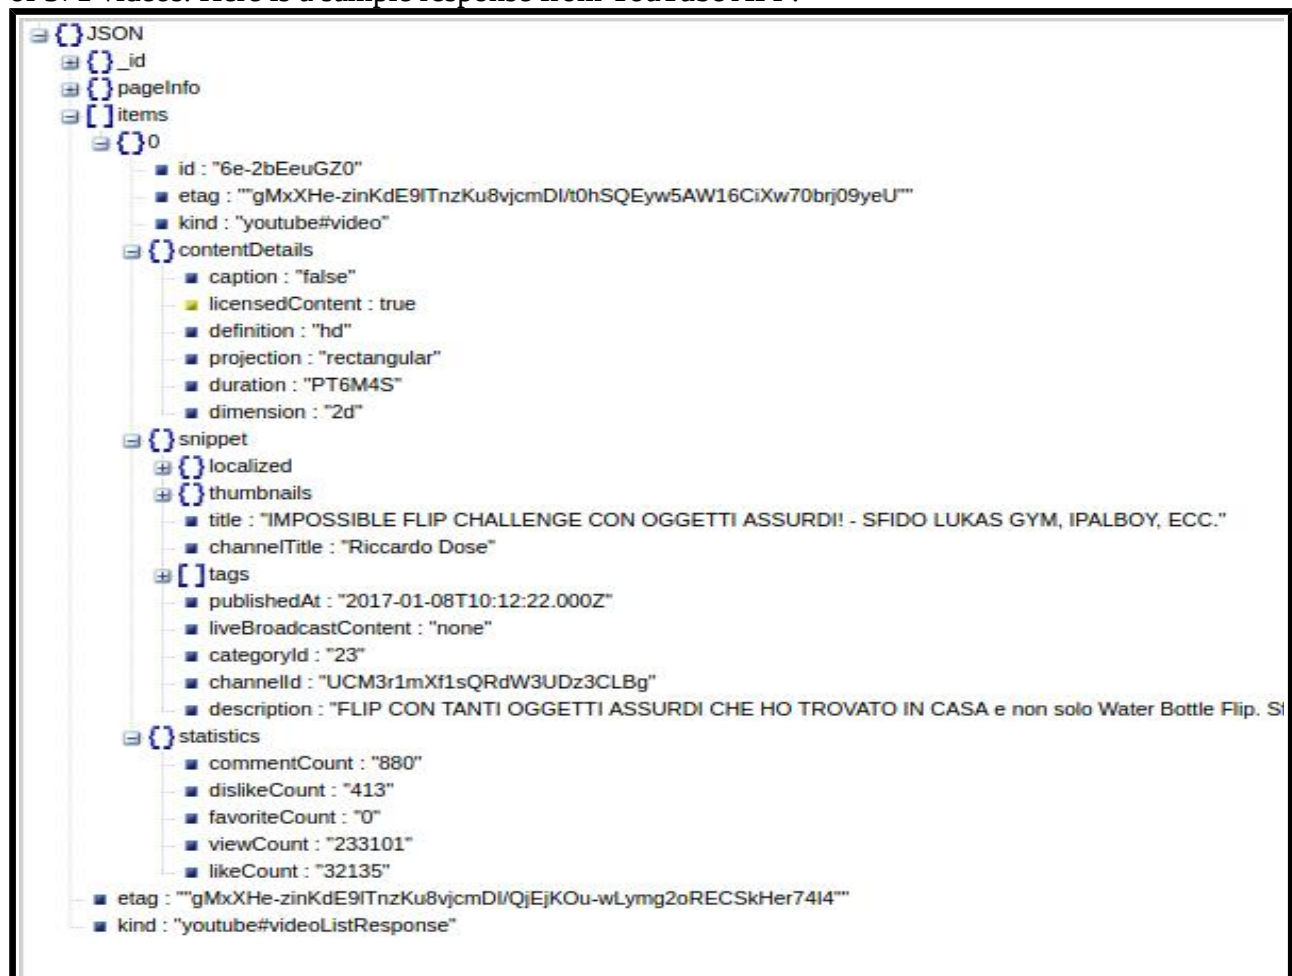 JSON
_id
pageInfo
items
0
id : "6e-2bEeuGZ0"
etag : ""gMxXHe-zinKdE9lTnzKu8vjcmDI/t0hSQEyw5AW16CiXw70brj09yeU""
kind : "youtube#video"
contentDetails
caption : "false"
licensedContent : true
definition : "hd"
projection : "rectangular"
duration : "PT6M4S"
dimension : "2d"
snippet
localized
thumbnails
title : "IMPOSSIBLE FLIP CHALLENGE CON OGGETTI ASSURDI! - SFIDO LUKAS GYM, IPALBOY, ECC."
channelTitle : "Riccardo Dose"
tags
publishedAt : "2017-01-08T10:12:22.000Z"
liveBroadcastContent : "none"
categoryId : "23"
channelId : "UCM3r1mXf1sQRdW3UDz3CLBg"
description : "FLIP CON TANTI OGGETTI ASSURDI CHE HO TROVATO IN CASA e non solo Water Bottle Flip.
statistics
commentCount : "880"
dislikeCount : "413"
favoriteCount : "0"
viewCount : "233101"
likeCount : "32135"
etag : ""gMxXHe-zinKdE9lTnzKu8vjcmDI/QjEjKOu-wLymg2oRECSkHer74I4""
kind : "youtube#videoListResponse"